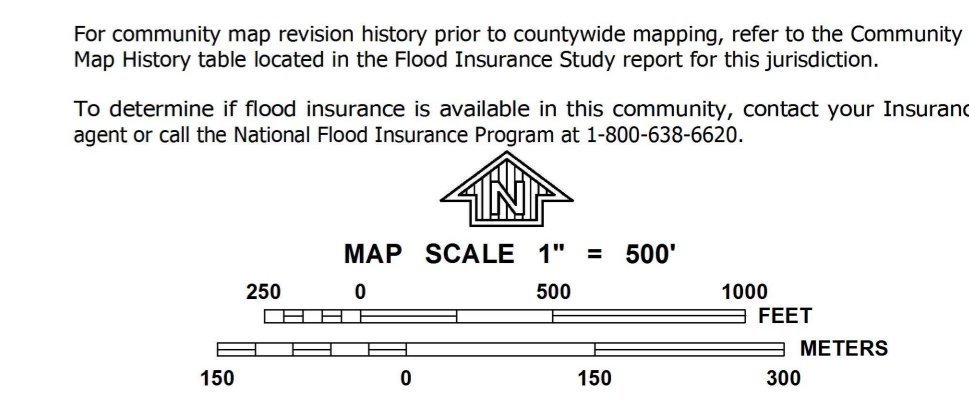 For community map revision history prior to countywide mapping, refer to the Community
Map History table located in the Flood Insurance Study report for this jurisdiction.
To determine if flood insurance is available in this community, contact your Insuranc
agent or call the National Flood Insurance Program at 1-800-638-6620.
N
MAP SCALE 1" = 500'
250 0 500 1000
FEET
METERS
150 0 150 300